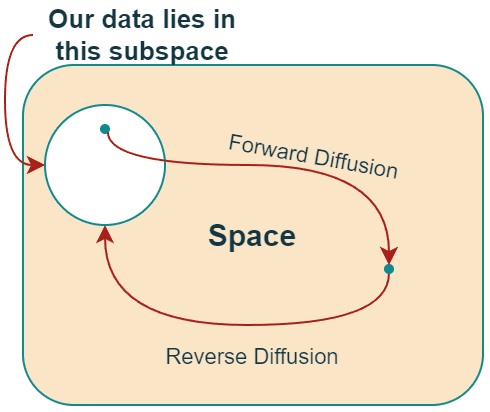 Our data lies in
this subspace
Forward Diffusion
Space
Reverse Diffusion